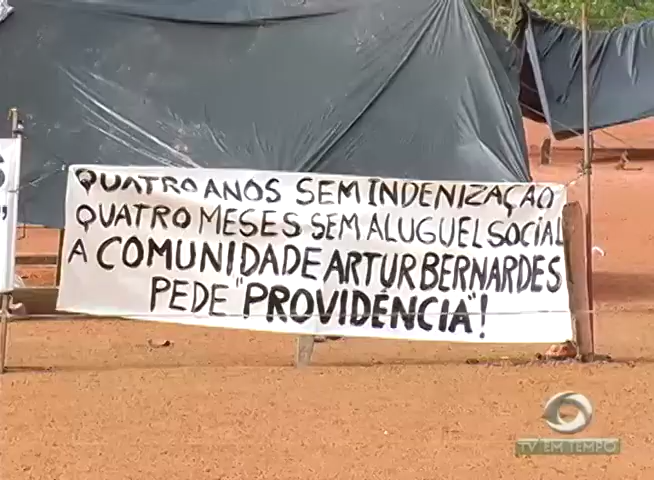 QUATRO ANOS SEM INDENIZAÇÃO
QUATRO MESES SEM ALUGUEL SOCIAL
A COMUNIDADE ARTUR BERNARDES
PEDE "PROVIDÊNCIA"!
TV EM TEMPO